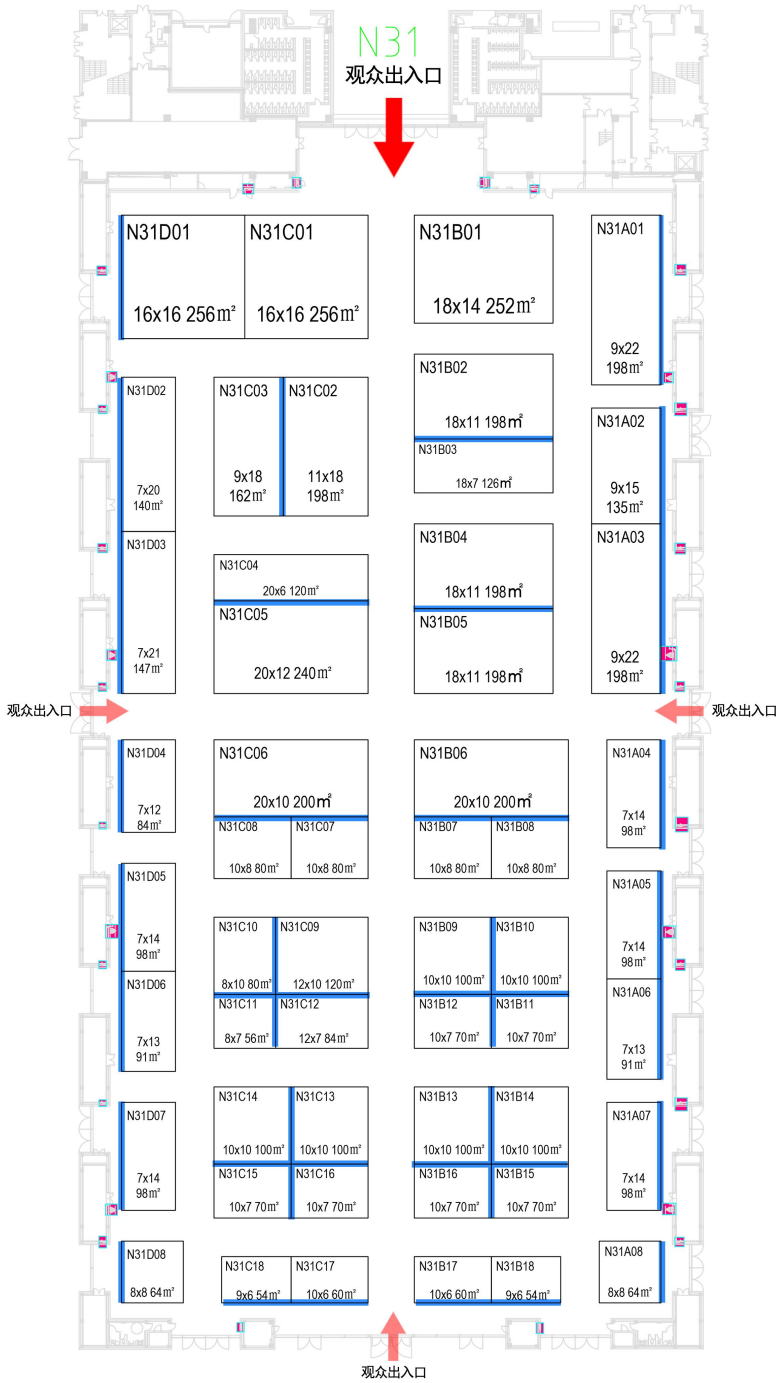 N31
观众出入口
N31D01
N31C01
N31B01
N31A01
16x16 256m²
16x16 256m²
18x14 252m²
9x22
198m²
N31D02
N31C03
N31C02
N31B02
18x11 198m²
N31B03
18x7 126m²
N31A02
7x20
140m²
9x18
162m²
11x18
198m²
9x15
135m²
N31D03
N31C04
20x6 120m²
N31C05
20x12 240m²
N31B04
18x11 198m²
N31B05
18x11 198m²
N31A03
7x21
147m²
9x22
198m²
观众出入口
观众出入口
N31D04
7x12
84m²
N31C06
20x10 200m²
N31B06
20x10 200m²
N31A04
7x14
98m²
N31C08
N31C07
N31B07
N31B08
10x8 80m²
10x8 80m²
10x8 80m²
10x8 80m²
N31D05
7x14
98m²
N31A05
7x14
98m²
N31C10
N31C09
N31B09
N31B10
8x10 80m²
12x10 120m²
10x10 100m²
10x10 100m²
N31D06
7x13
91m²
N31C11
N31C12
N31B12
N31B11
8x7 56m²
12x7 84m²
10x7 70m²
10x7 70m²
N31A06
7x13
91m²
N31C14
N31C13
N31B13
N31B14
10x10 100m²
10x10 100m²
10x10 100m²
10x10 100m²
N31D07
7x14
98m²
N31C15
N31C16
N31B16
N31B15
10x7 70m²
10x7 70m²
10x7 70m²
10x7 70m²
N31A07
7x14
98m²
N31D08
8x8 64m²
N31C18
N31C17
N31B17
N31B18
9x6 54m²
10x6 60m²
10x6 60m²
9x6 54m²
N31A08
8x8 64m²
观众出入口